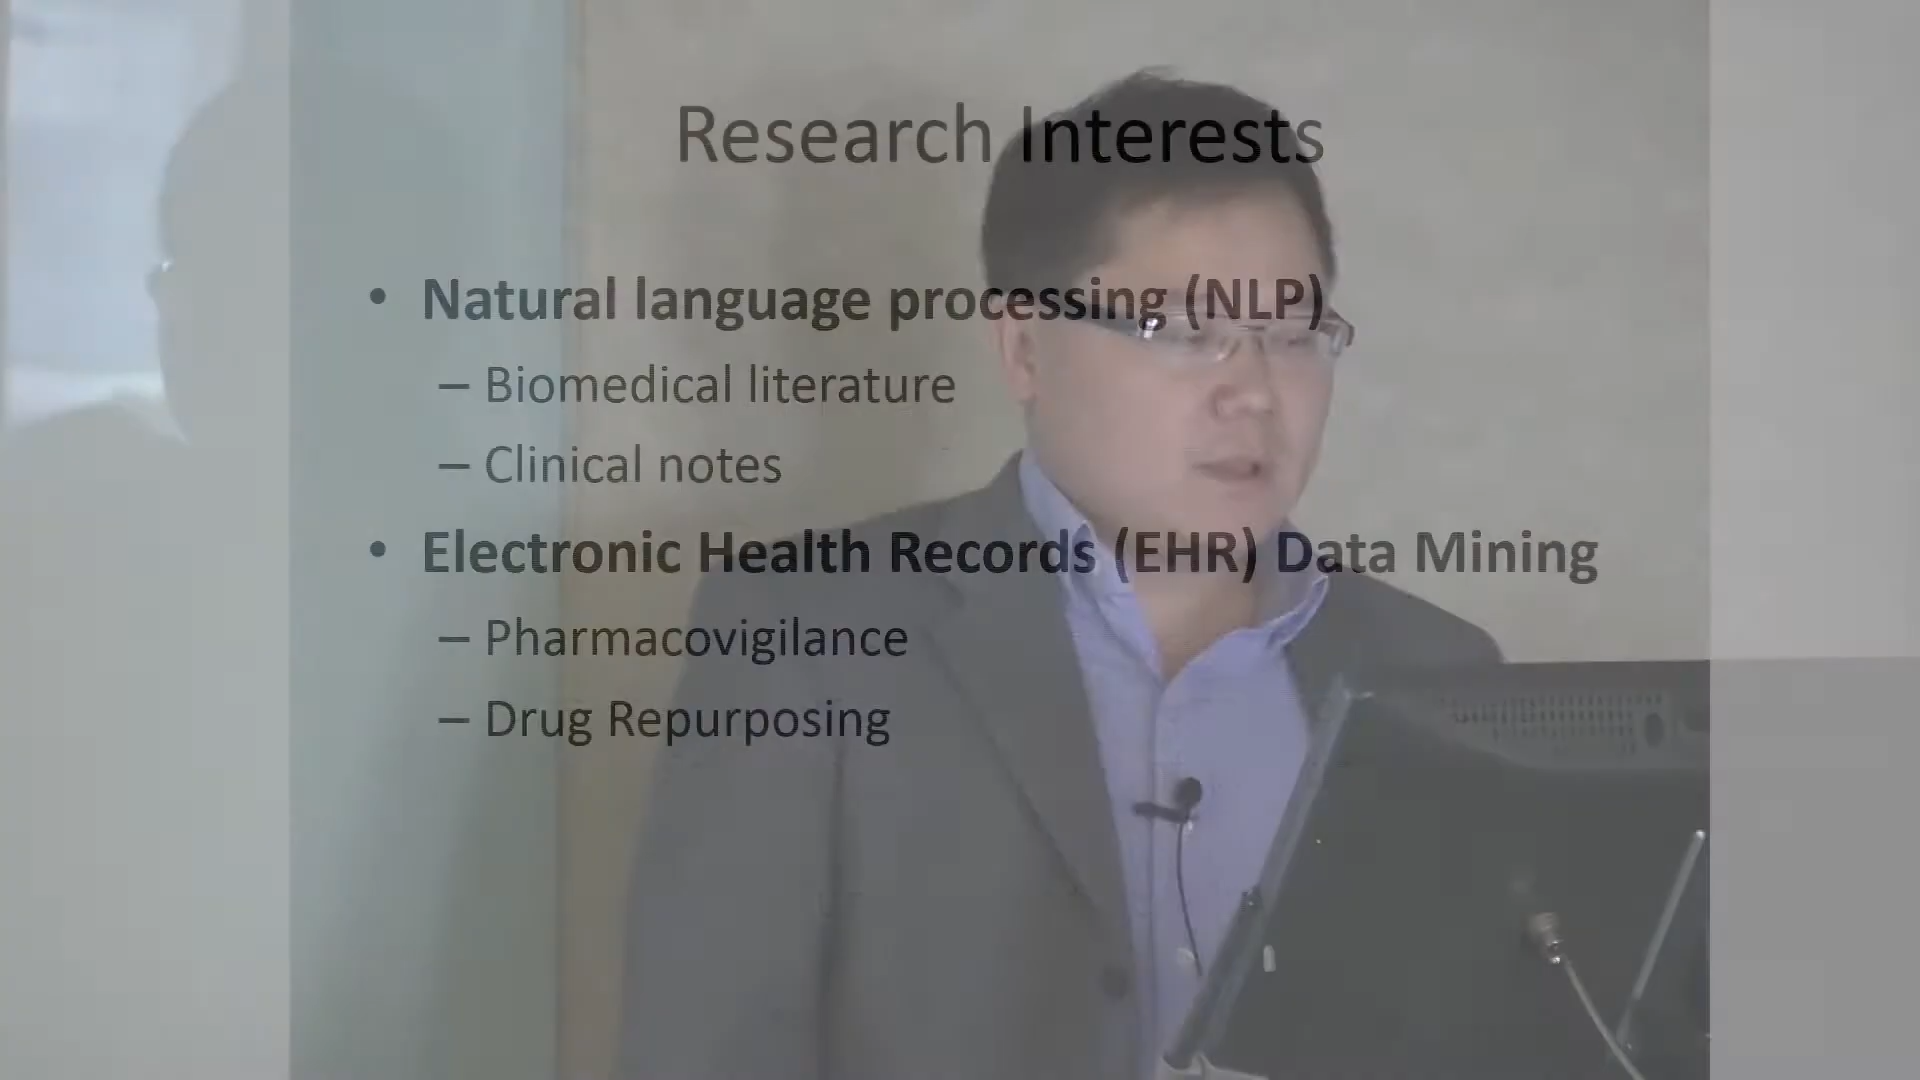 Research Interests
• Natural language processing (NLP)
– Biomedical literature
– Clinical notes
• Electronic Health Records (EHR) Data Mining
– Pharmacovigilance
– Drug Repurposing